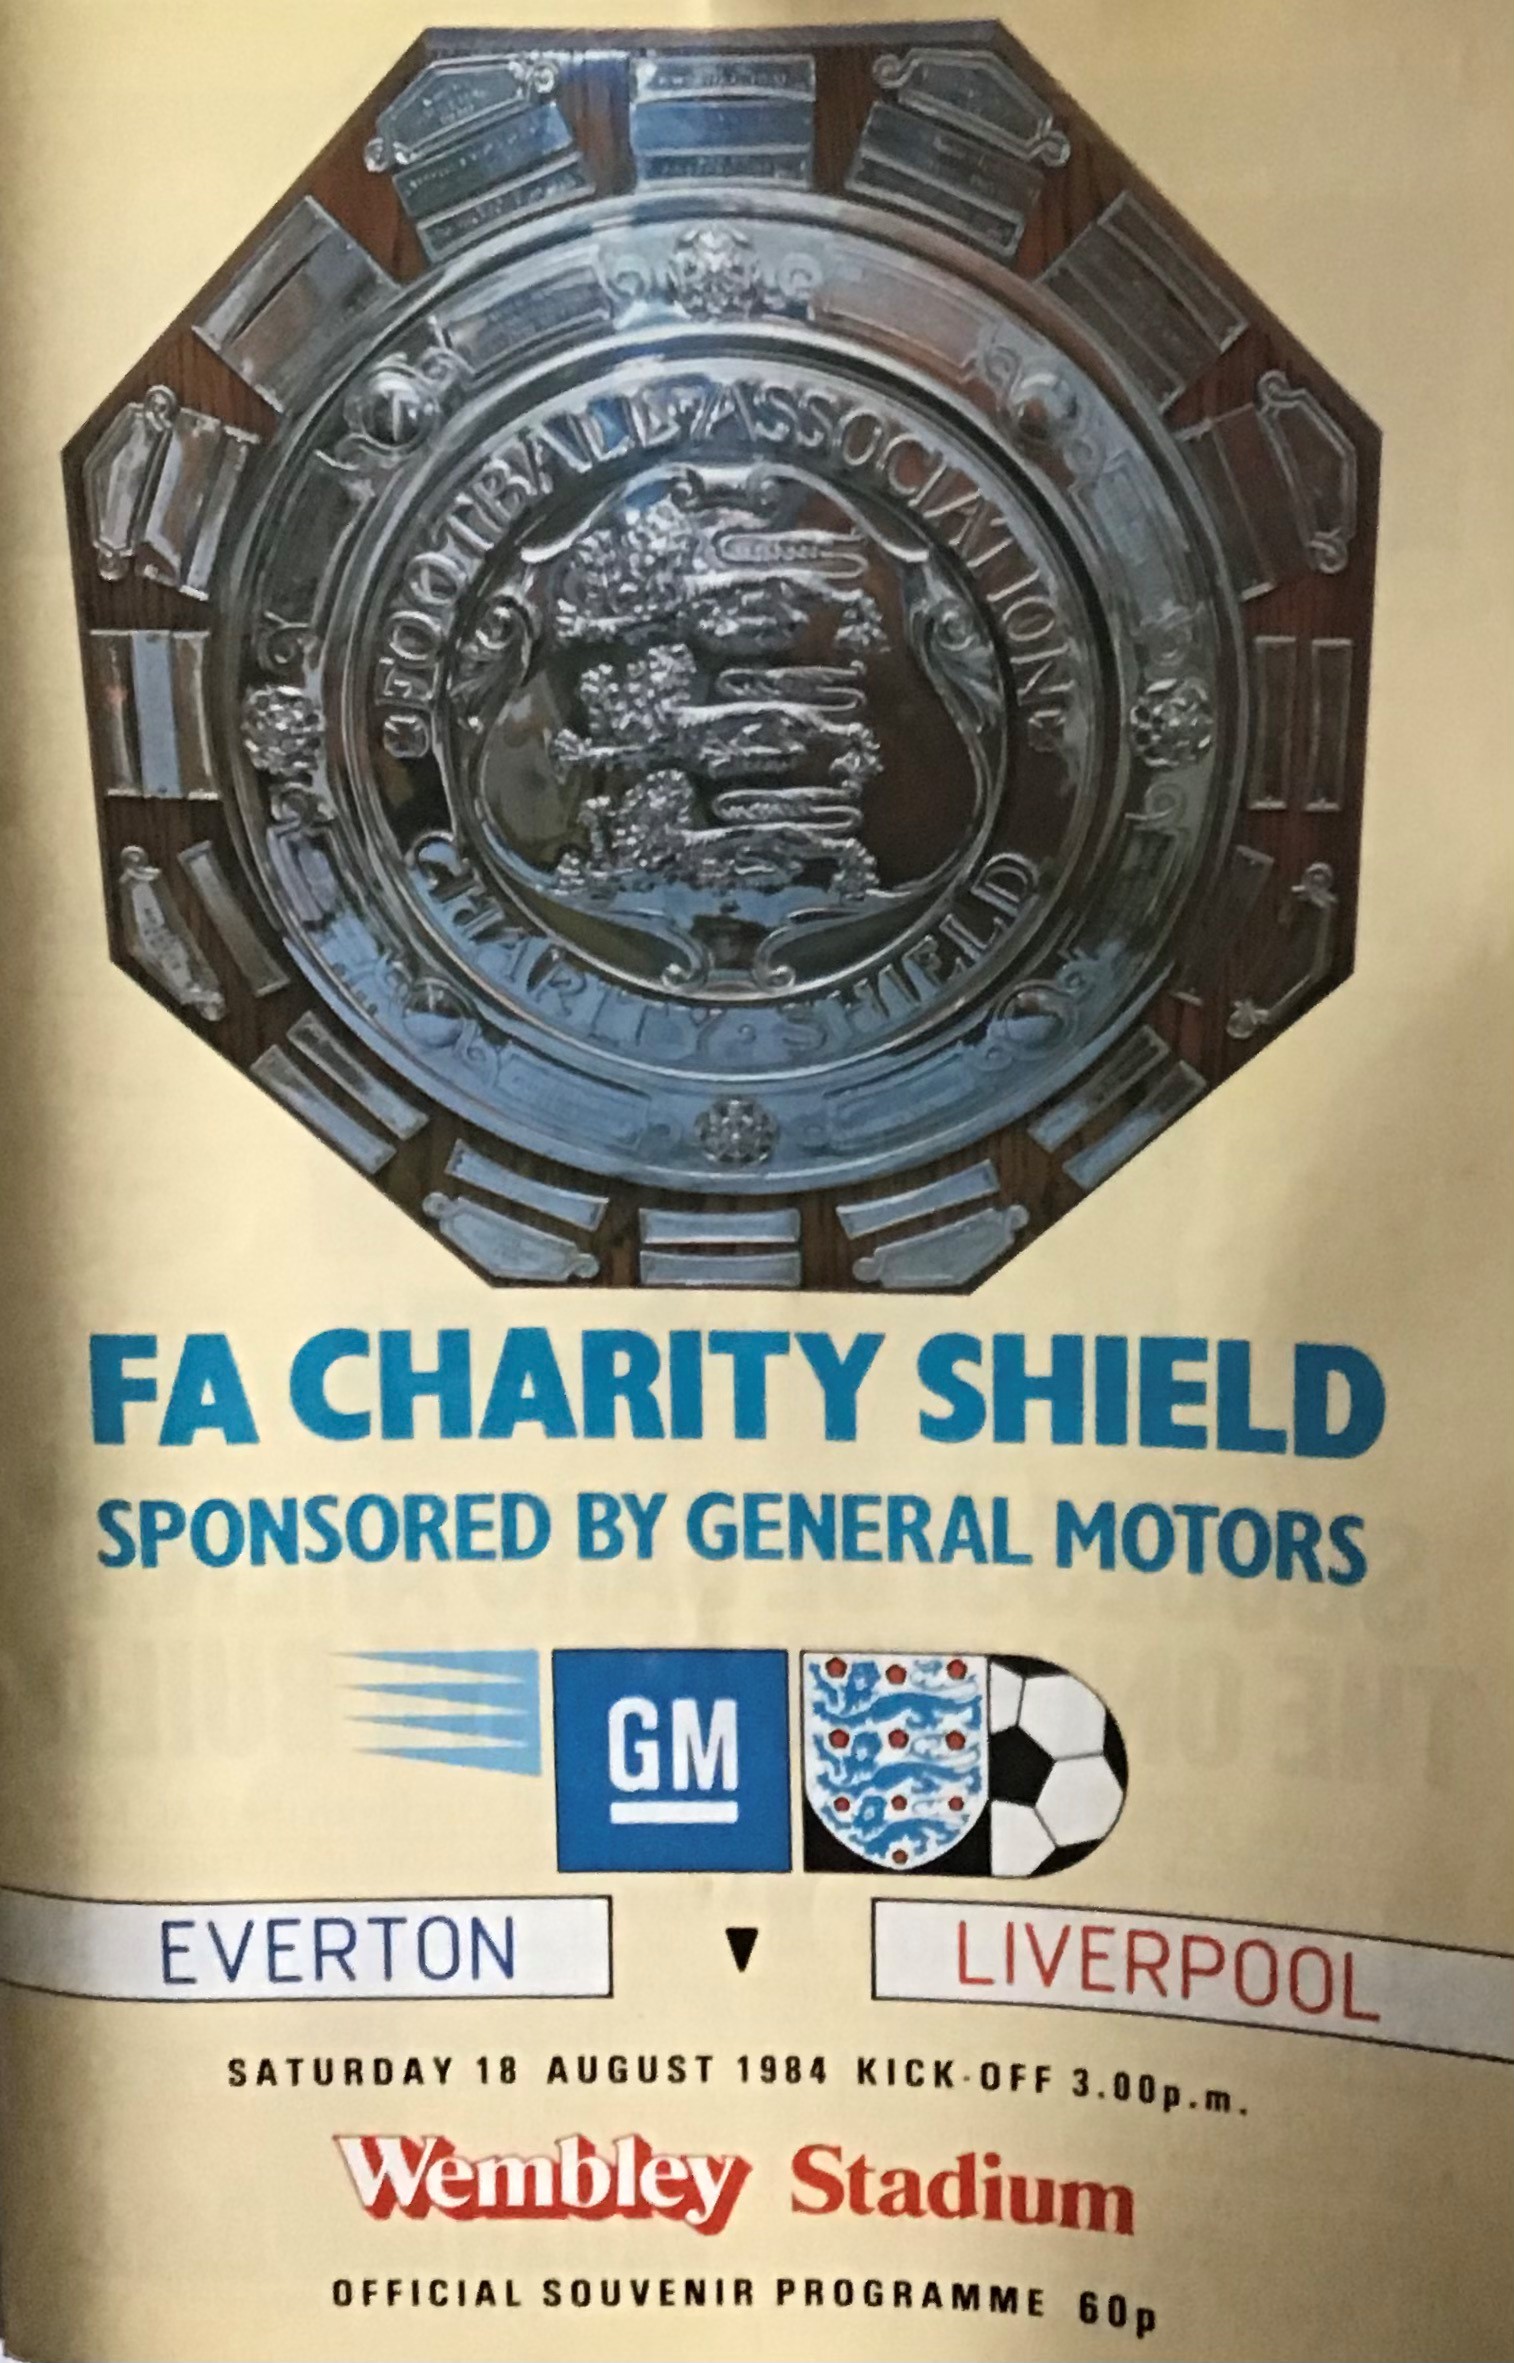 FOOTBALL ASSOCIATION
CHARITY SHIELD
FA CHARITY SHIELD
SPONSORED BY GENERAL MOTORS
GM
EVERTON ▼ LIVERPOOL
SATURDAY 18 AUGUST 1984 KICK-OFF 3.00p.m.
Wembley Stadium
OFFICIAL SOUVENIR PROGRAMME 60p